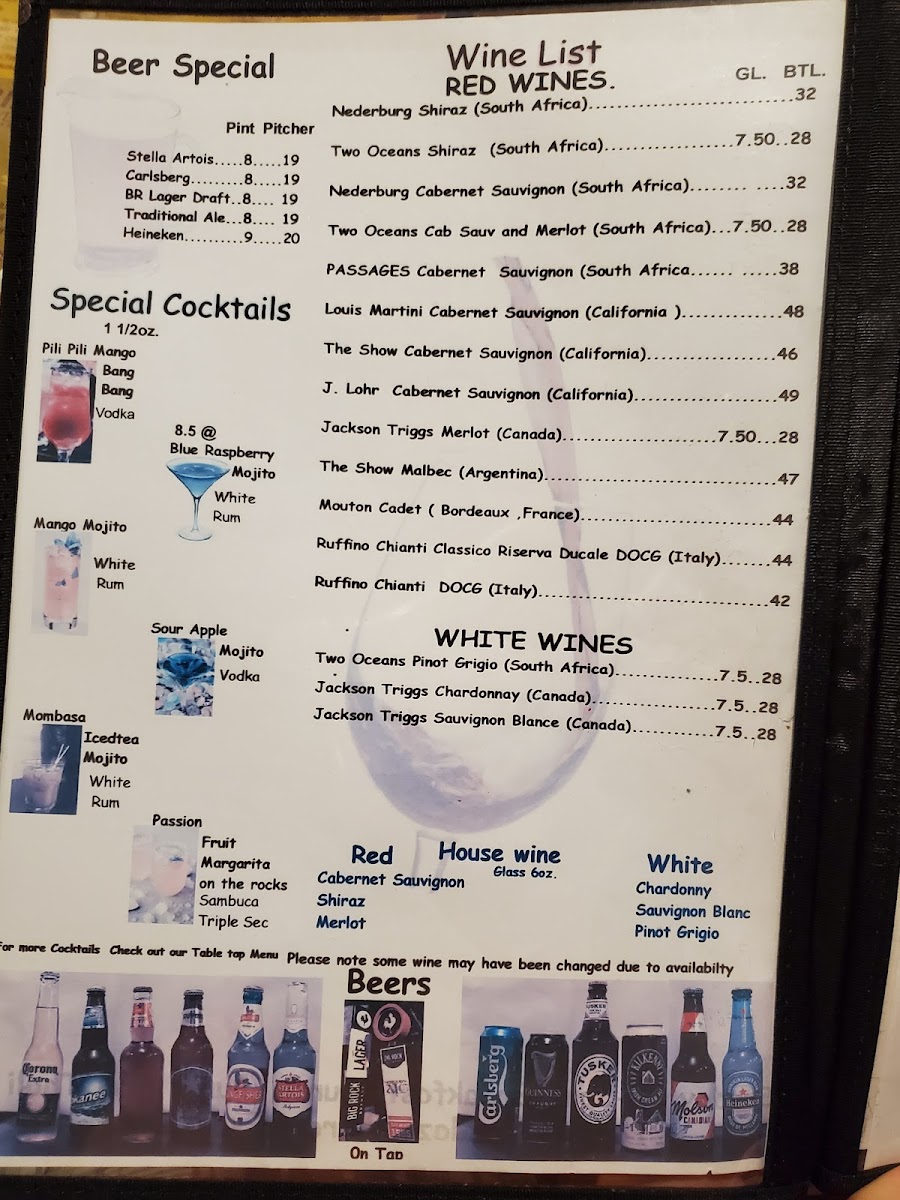 Beer Special
Pint Pitcher
Stella Artois.....8.....19
Carlsberg.........8.....19
BR Lager Draft..8.... 19
Traditional Ale...8.... 19
Heineken..........9.....20
Special Cocktails
1 1/2oz.
Pili Pili Mango
Bang
Bang
Vodka
8.5 @
Blue Raspberry
Mojito
White
Rum
Mango Mojito
White
Rum
Sour Apple
Mojito
Vodka
Mombasa
Icedtea
Mojito
White
Rum
Passion
Fruit
Margarita
on the rocks
Sambuca
Triple Sec
for more Cocktails Check out our Table top Menu
Wine List
RED WINES.
GL. BTL.
Nederburg Shiraz (South Africa)..............................32
Two Oceans Shiraz (South Africa)...................7.50..28
Nederburg Cabernet Sauvignon (South Africa)........ ....32
Two Oceans Cab Sauv and Merlot (South Africa)...7.50..28
PASSAGES Cabernet Sauvignon (South Africa...... .....38
Louis Martini Cabernet Sauvignon (California )...............48
The Show Cabernet Sauvignon (California)...................46
J. Lohr Cabernet Sauvignon (California).....................49
Jackson Triggs Merlot (Canada)......................7.50...28
The Show Malbec (Argentina)..................................47
Mouton Cadet ( Bordeaux ,France)...........................44
Ruffino Chianti Classico Riserva Ducale DOCG (Italy).......44
Ruffino Chianti DOCG (Italy)..................................42
WHITE WINES
Two Oceans Pinot Grigio (South Africa)...............7.5..28
Jackson Triggs Chardonnay (Canada)..................7.5..28
Jackson Triggs Sauvignon Blance (Canada)............7.5..28
House wine
Glass 6oz.
Red
Cabernet Sauvignon
Shiraz
Merlot
White
Chardonny
Sauvignon Blanc
Pinot Grigio
Please note some wine may have been changed due to availabilty
Beers
Corona
Extra
STELLA
ARTOIS
BIG ROCK
LAGER
On Tap
Carlsberg
GUINNESS
TUSKER
TUSKER
KILKENNY
Molson
CANADIAN
Heineken